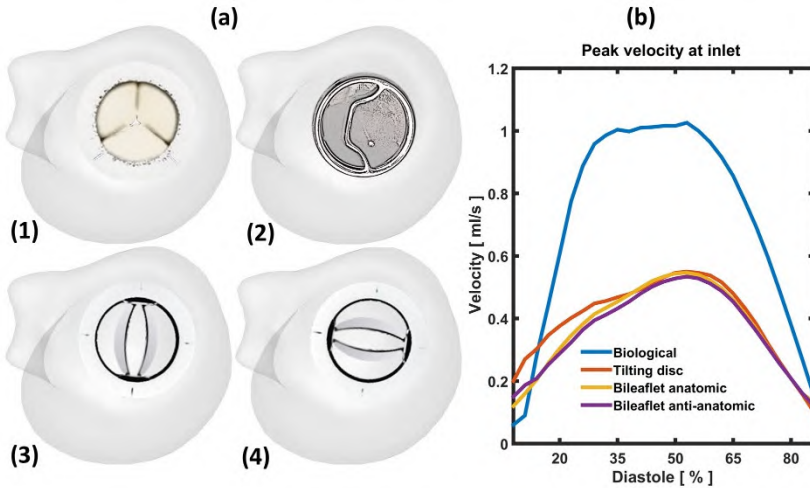 (a)
(b)
(1)
(2)
(3)
(4)
Peak velocity at inlet
1.2
1
0.8
0.6
0.4
0.2
0
Velocity [ ml/s ]
Biological
Tilting disc
Bileaflet anatomic
Bileaflet anti-anatomic
20 35 50 65 80
Diastole [ % ]